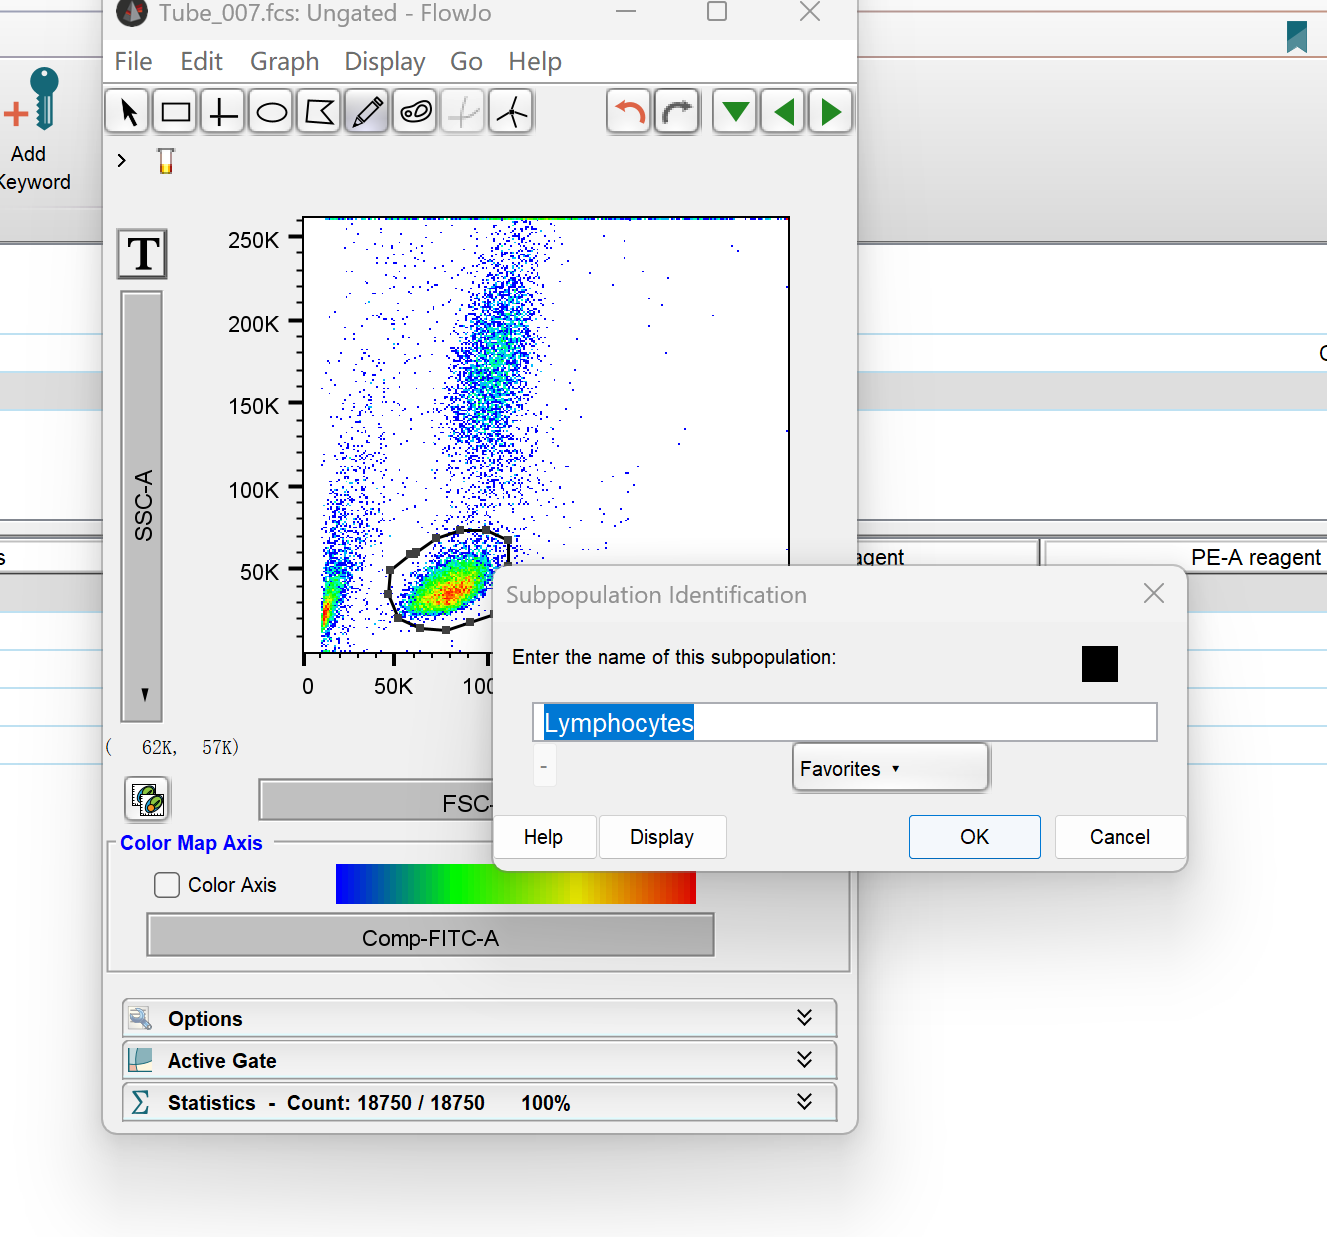 Tube_007.fcs: Ungated - FlowJo
File Edit Graph Display Go Help
Add
Keyword
T
250K
200K
150K
100K
50K
SSC-A
0 50K 100
( 62K, 57K)
FSC-
Color Map Axis
Color Axis
Comp-FITC-A
Options
Active Gate
Statistics - Count: 18750 / 18750 100%
agent
PE-A reagent
Subpopulation Identification
Enter the name of this subpopulation:
Lymphocytes
-
Favorites
Help
Display
OK
Cancel